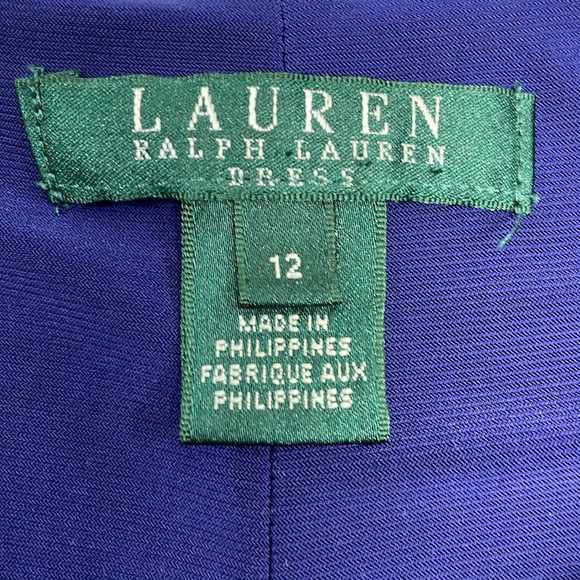 LAUREN
RALPH LAUREN
DRESS
12
MADE IN
PHILIPPINES
FABRIQUE AUX
PHILIPPINES